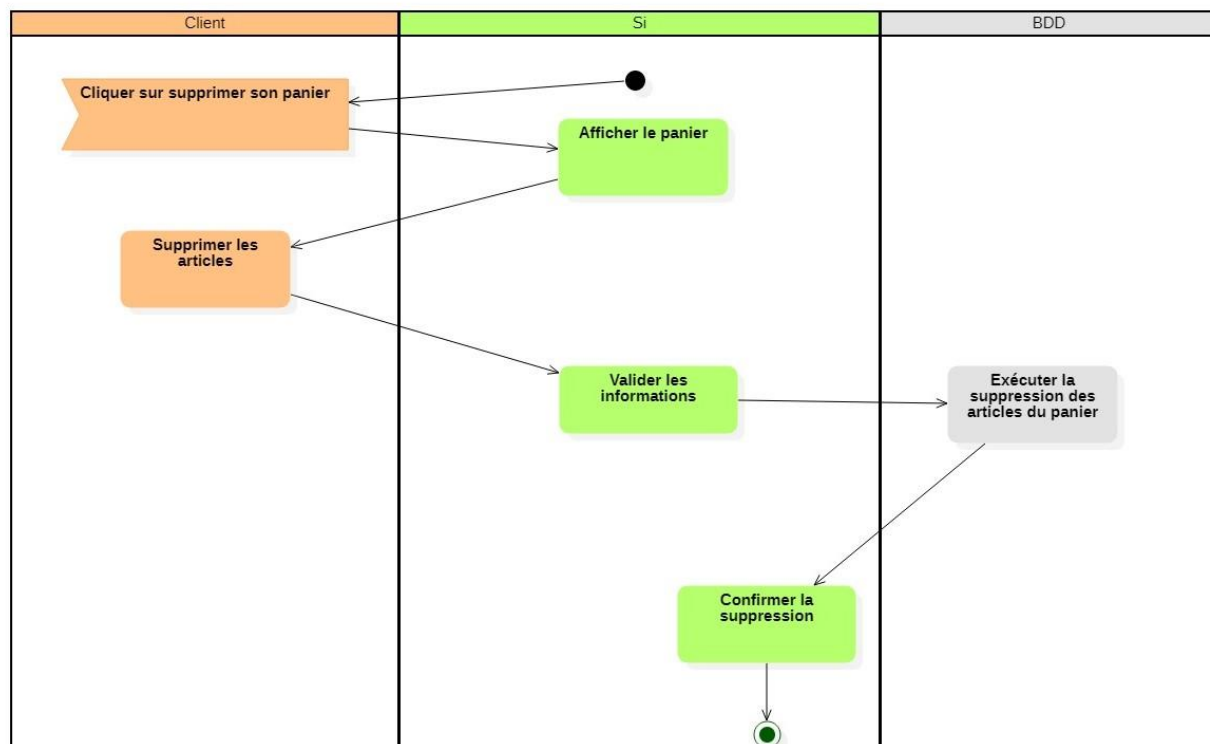 Client
Si
BDD
Cliquer sur supprimer son panier
Afficher le panier
Supprimer les
articles
Valider les
informations
Exécuter la
suppression des
articles du panier
Confirmer la
suppression